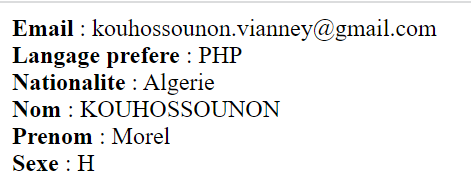 Email : kouhossounon.vianney@gmail.com
Langage prefere : PHP
Nationalite : Algerie
Nom : KOUHOSSOUNON
Prenom : Morel
Sexe : H